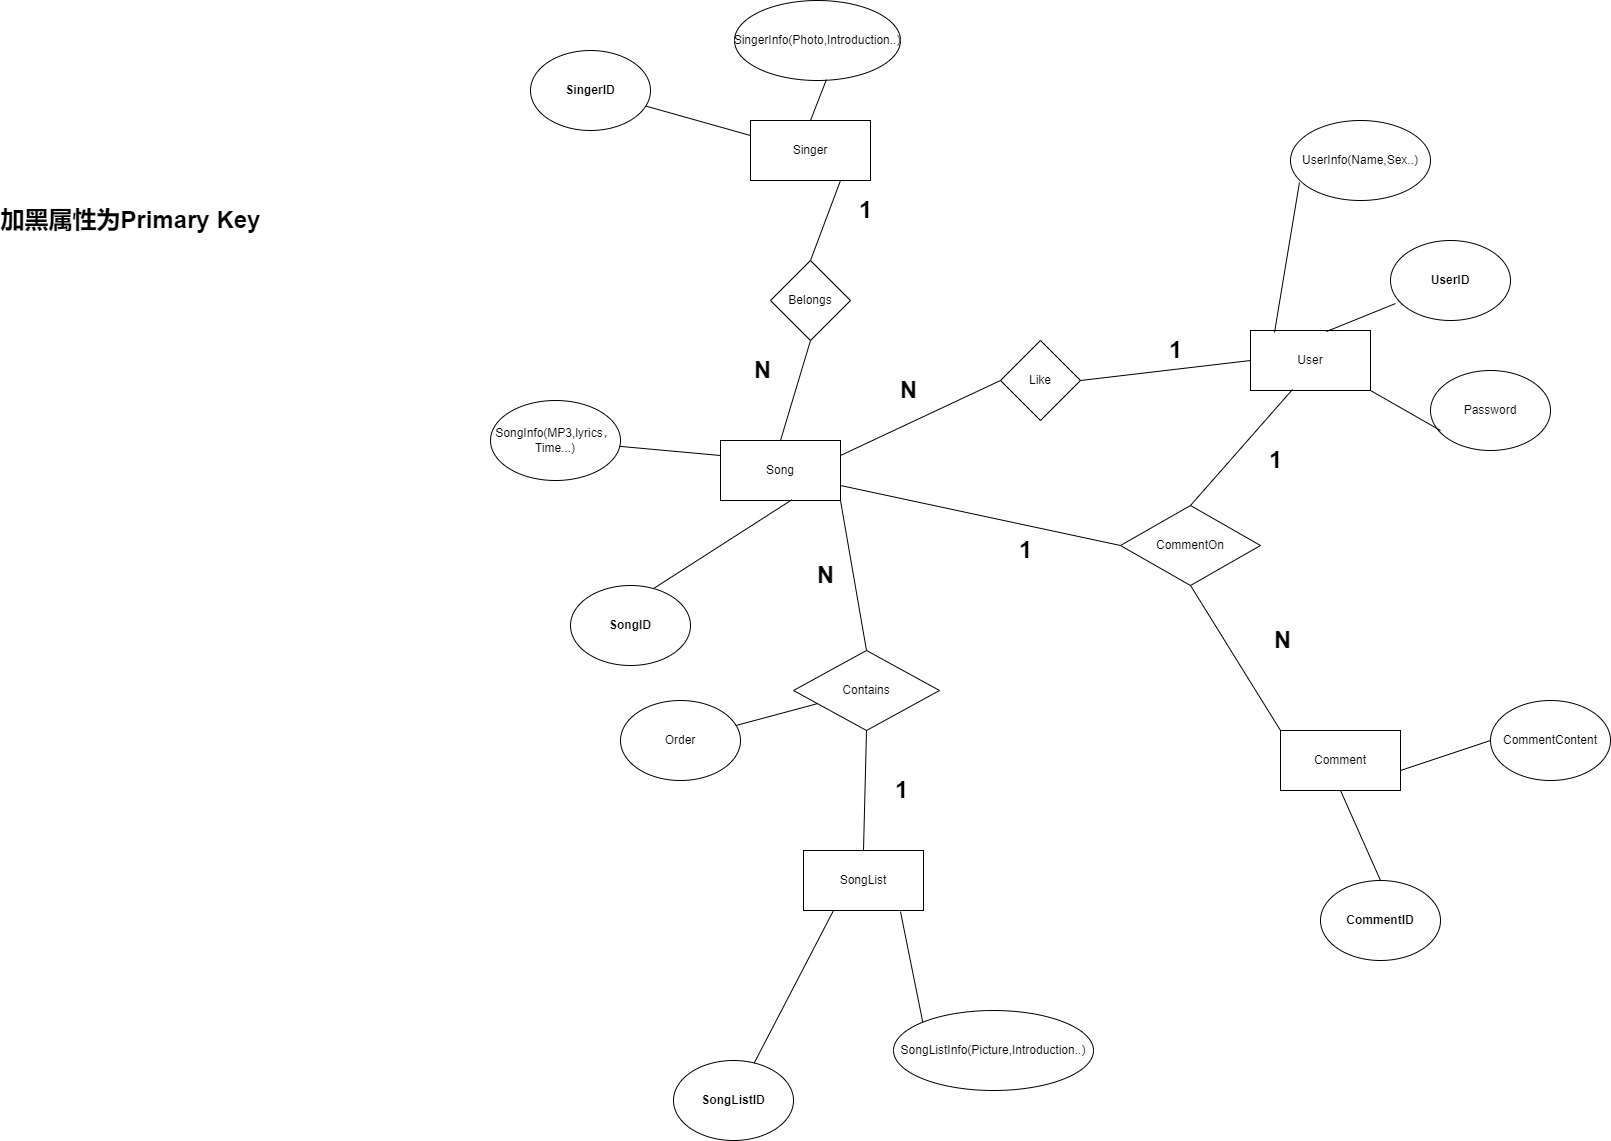 SingerInfo(Photo,Introduction..)
SingerID
Singer
UserInfo(Name,Sex..)
1
加黑属性为Primary Key
UserID
Belongs
1
User
N
Like
N
Password
SongInfo(MP3,lyrics,
Time...)
Song
1
1
CommentOn
N
SongID
N
Contains
Order
CommentContent
Comment
1
SongList
CommentID
SongListInfo(Picture,Introduction..)
SongListID